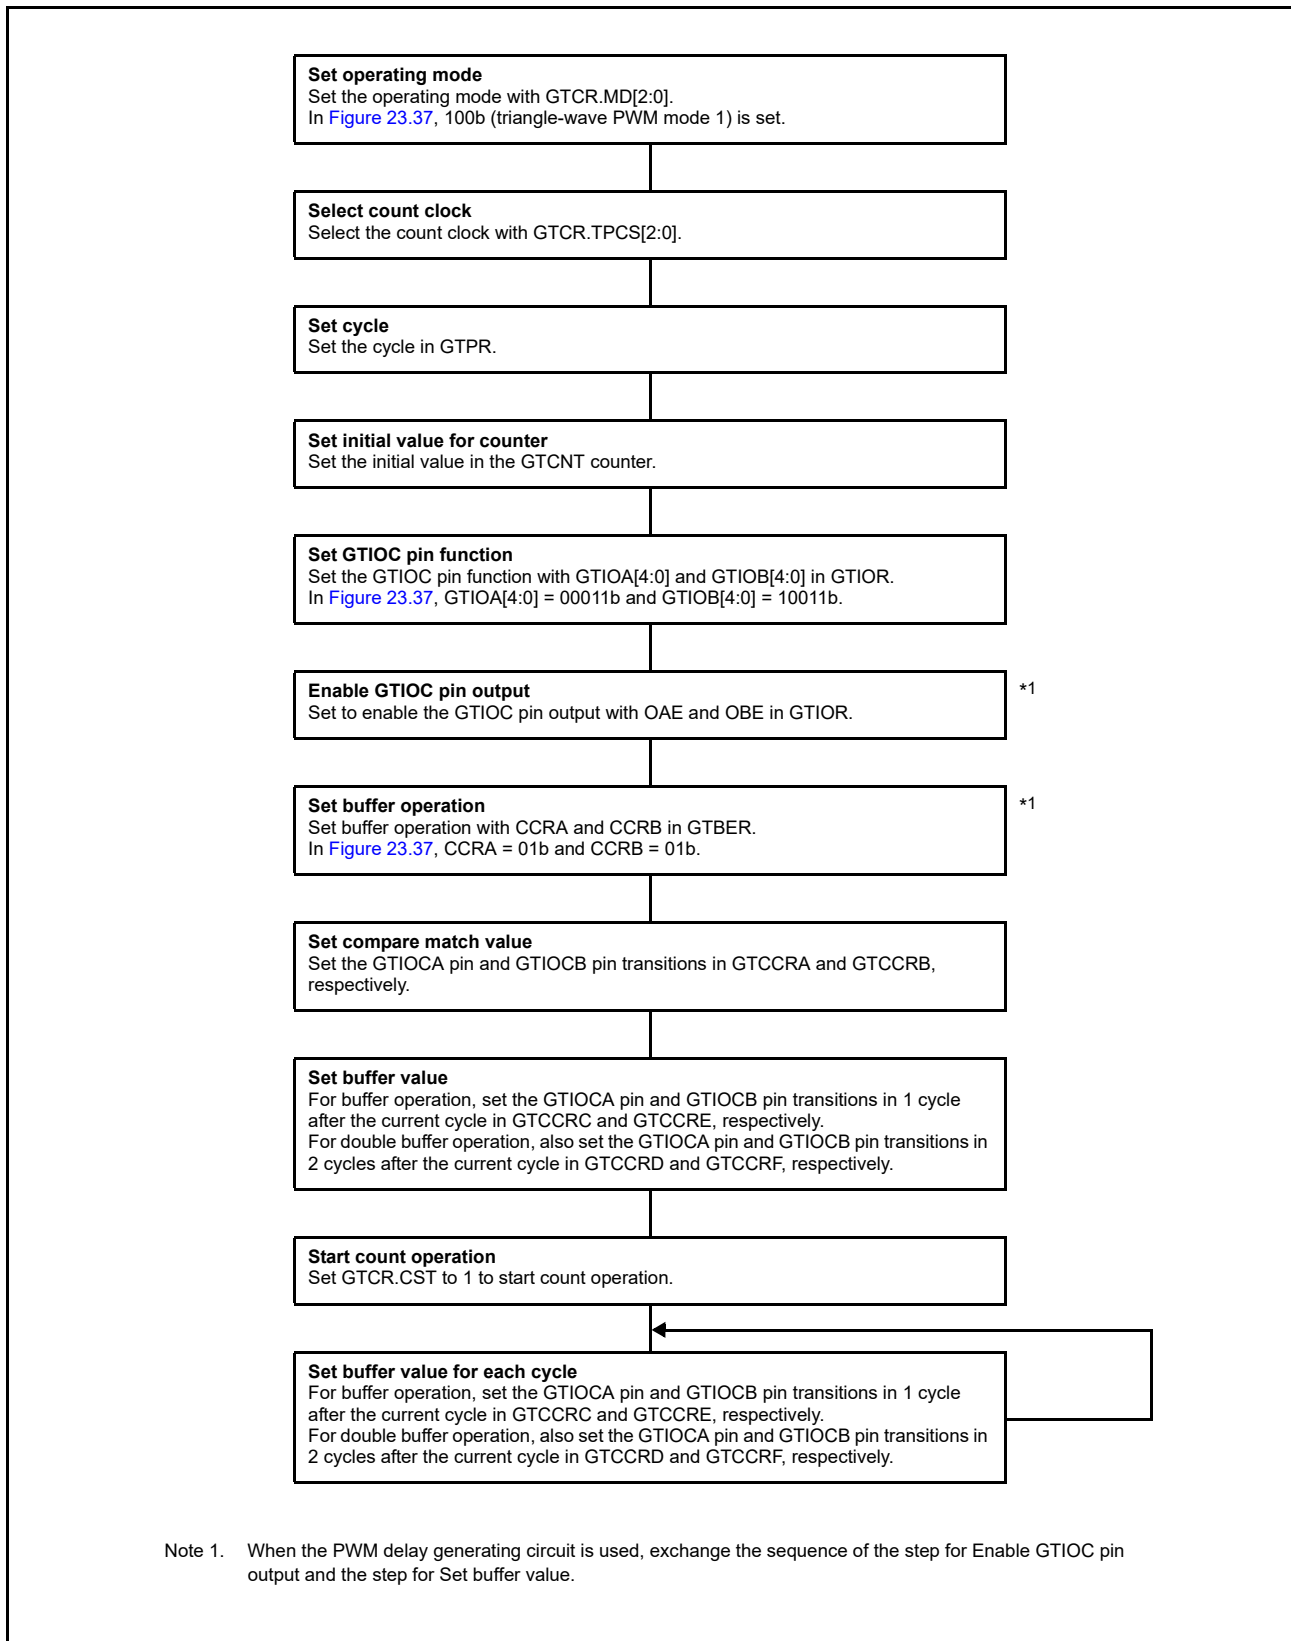 Set operating mode
Set the operating mode with GTCR.MD[2:0].
In Figure 23.37, 100b (triangle-wave PWM mode 1) is set.
Select count clock
Select the count clock with GTCR.TPCS[2:0].
Set cycle
Set the cycle in GTPR.
Set initial value for counter
Set the initial value in the GTCNT counter.
Set GTIOC pin function
Set the GTIOC pin function with GTIOA[4:0] and GTIOB[4:0] in GTIOR.
In Figure 23.37, GTIOA[4:0] = 00011b and GTIOB[4:0] = 10011b.
Enable GTIOC pin output
Set to enable the GTIOC pin output with OAE and OBE in GTIOR.
*1
Set buffer operation
Set buffer operation with CCRA and CCRB in GTBER.
In Figure 23.37, CCRA = 01b and CCRB = 01b.
*1
Set compare match value
Set the GTIOCA pin and GTIOCB pin transitions in GTCCRA and GTCCRB,
respectively.
Set buffer value
For buffer operation, set the GTIOCA pin and GTIOCB pin transitions in 1 cycle
after the current cycle in GTCCRC and GTCCRE, respectively.
For double buffer operation, also set the GTIOCA pin and GTIOCB pin transitions in
2 cycles after the current cycle in GTCCRD and GTCCRF, respectively.
Start count operation
Set GTCR.CST to 1 to start count operation.
Set buffer value for each cycle
For buffer operation, set the GTIOCA pin and GTIOCB pin transitions in 1 cycle
after the current cycle in GTCCRC and GTCCRE, respectively.
For double buffer operation, also set the GTIOCA pin and GTIOCB pin transitions in
2 cycles after the current cycle in GTCCRD and GTCCRF, respectively.
Note 1. When the PWM delay generating circuit is used, exchange the sequence of the step for Enable GTIOC pin
output and the step for Set buffer value.